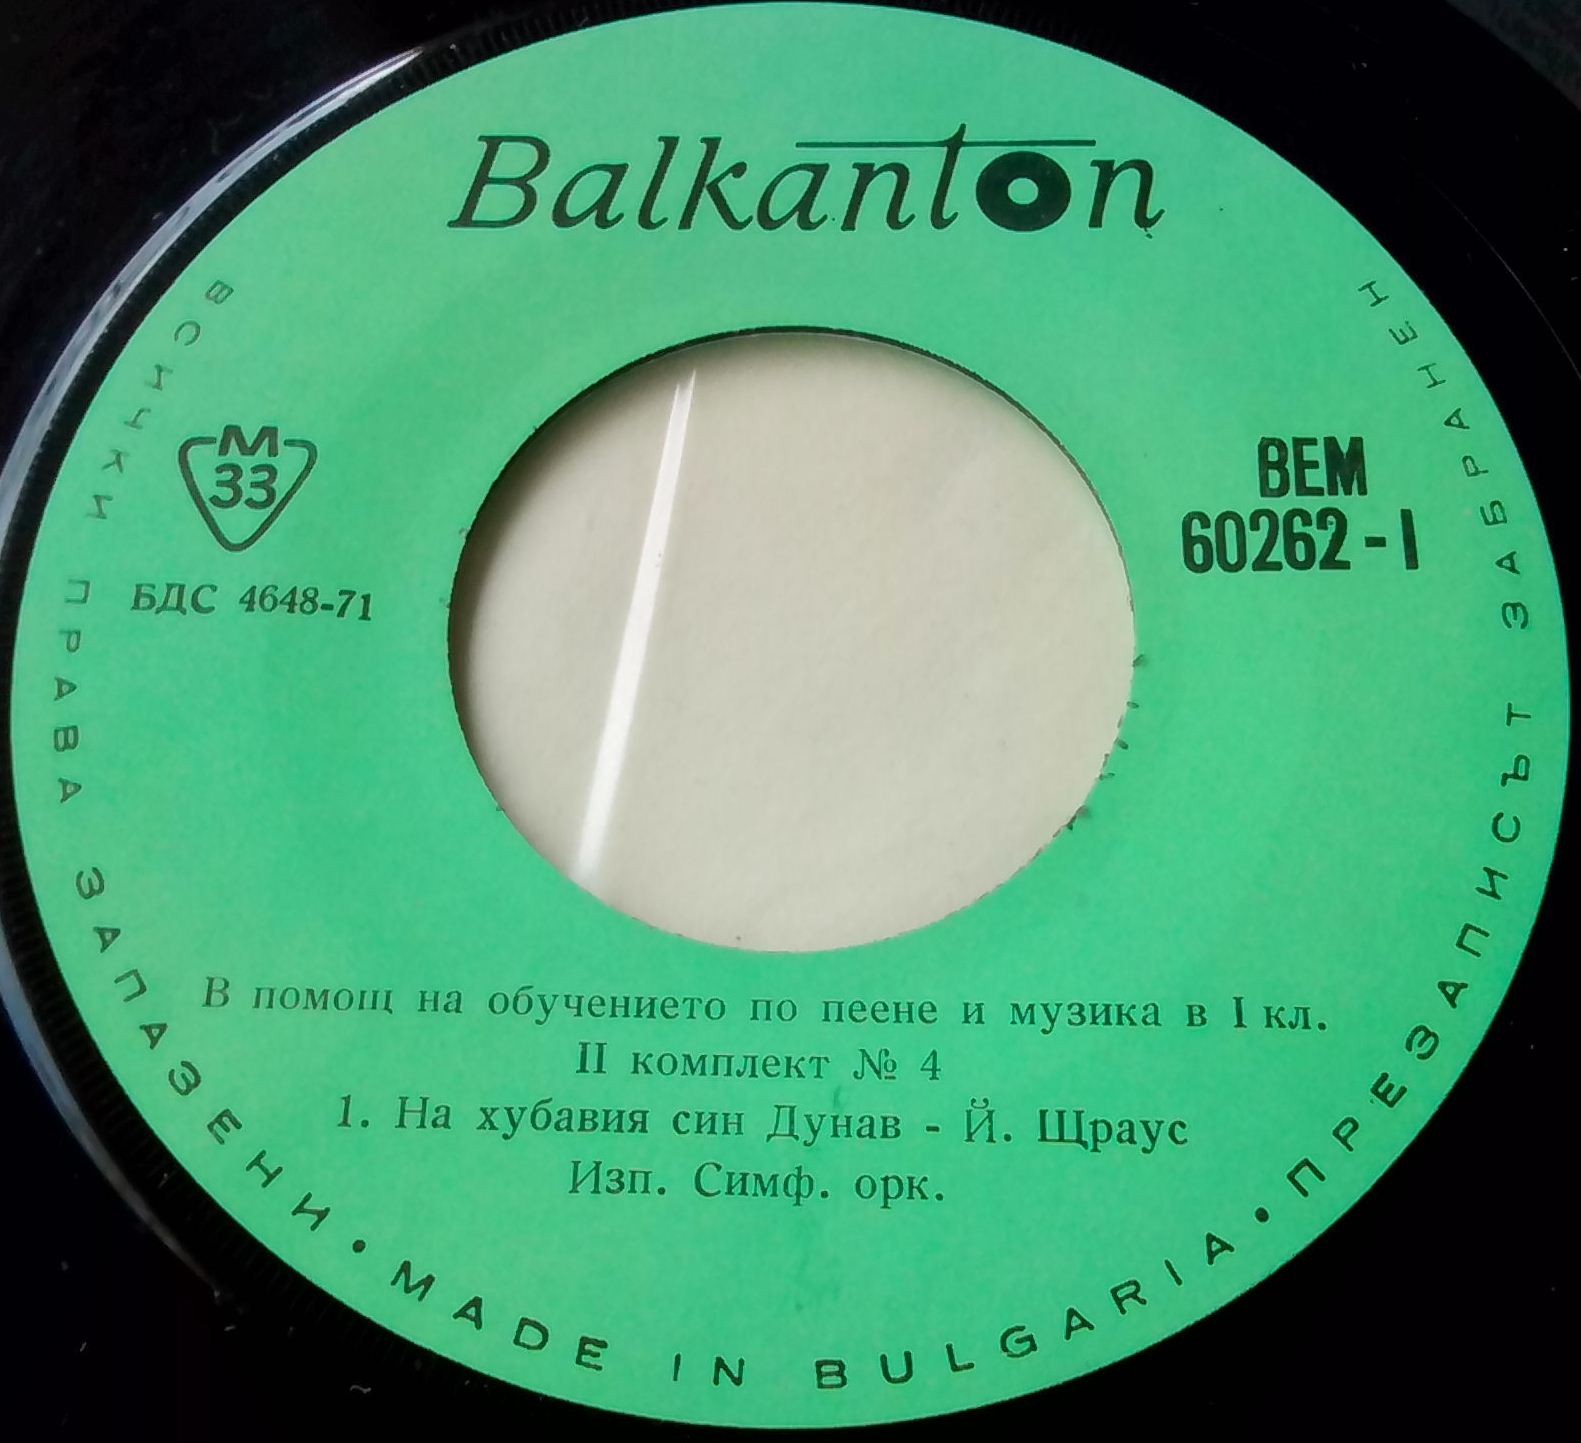 Balkanton
M
33
БДС 4648-71
ВЕМ
60262-I
В помощ на обучението по пеене и музика в I кл.
II комплект № 4
1. На хубавия син Дунав - Й. Щраус
Изп. Симф. орк.
ВСИЧКИ ПРАВА ЗАПАЗЕНИ • MADE IN BULGARIA • ПРЕЗАПИСЪТ ЗАБРАНЕН